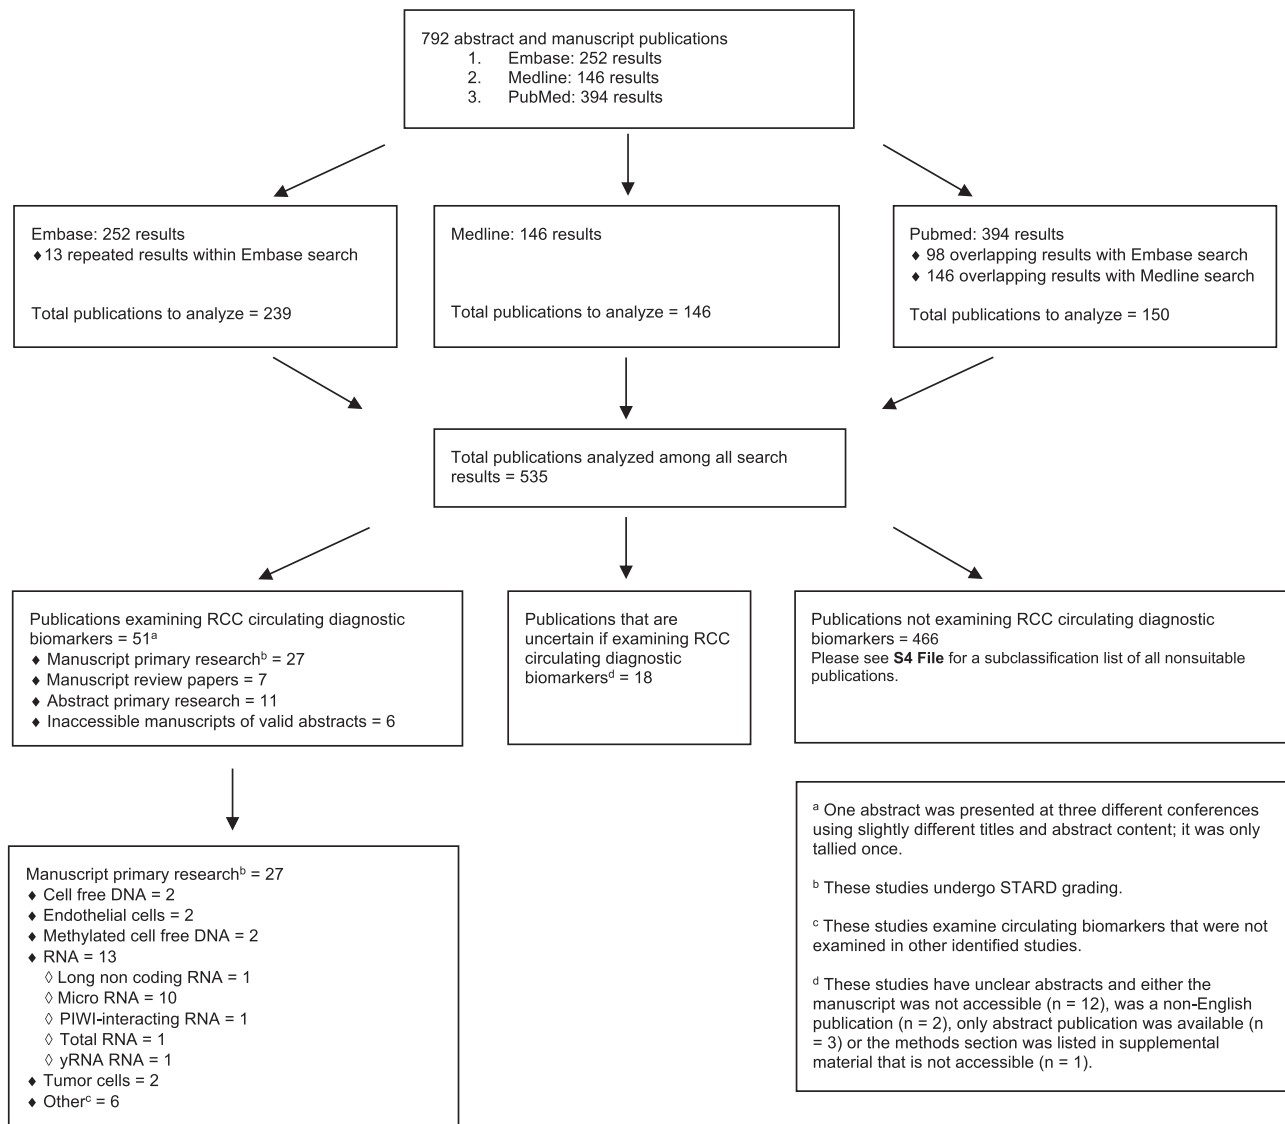 792 abstract and manuscript publications
1. Embase: 252 results
2. Medline: 146 results
3. PubMed: 394 results
Embase: 252 results
♦13 repeated results within Embase search
Total publications to analyze = 239
Medline: 146 results
Total publications to analyze = 146
Pubmed: 394 results
♦ 98 overlapping results with Embase search
♦ 146 overlapping results with Medline search
Total publications to analyze = 150
Total publications analyzed among all search
results = 535
Publications examining RCC circulating diagnostic
biomarkers = 51ᵃ
♦ Manuscript primary researchᵇ = 27
♦ Manuscript review papers = 7
♦ Abstract primary research = 11
♦ Inaccessible manuscripts of valid abstracts = 6
Publications that are
uncertain if examining RCC
circulating diagnostic
biomarkersᵈ = 18
Publications not examining RCC circulating diagnostic
biomarkers = 466
Please see S4 File for a subclassification list of all nonsuitable
publications.
Manuscript primary researchᵇ = 27
♦ Cell free DNA = 2
♦ Endothelial cells = 2
♦ Methylated cell free DNA = 2
♦ RNA = 13
◊ Long non coding RNA = 1
◊ Micro RNA = 10
◊ PIWI-interacting RNA = 1
◊ Total RNA = 1
◊ yRNA RNA = 1
♦ Tumor cells = 2
♦ Otherᶜ = 6
ᵃ One abstract was presented at three different conferences
using slightly different titles and abstract content; it was only
tallied once.
ᵇ These studies undergo STARD grading.
ᶜ These studies examine circulating biomarkers that were not
examined in other identified studies.
ᵈ These studies have unclear abstracts and either the
manuscript was not accessible (n = 12), was a non-English
publication (n = 2), only abstract publication was available (n
= 3) or the methods section was listed in supplemental
material that is not accessible (n = 1).